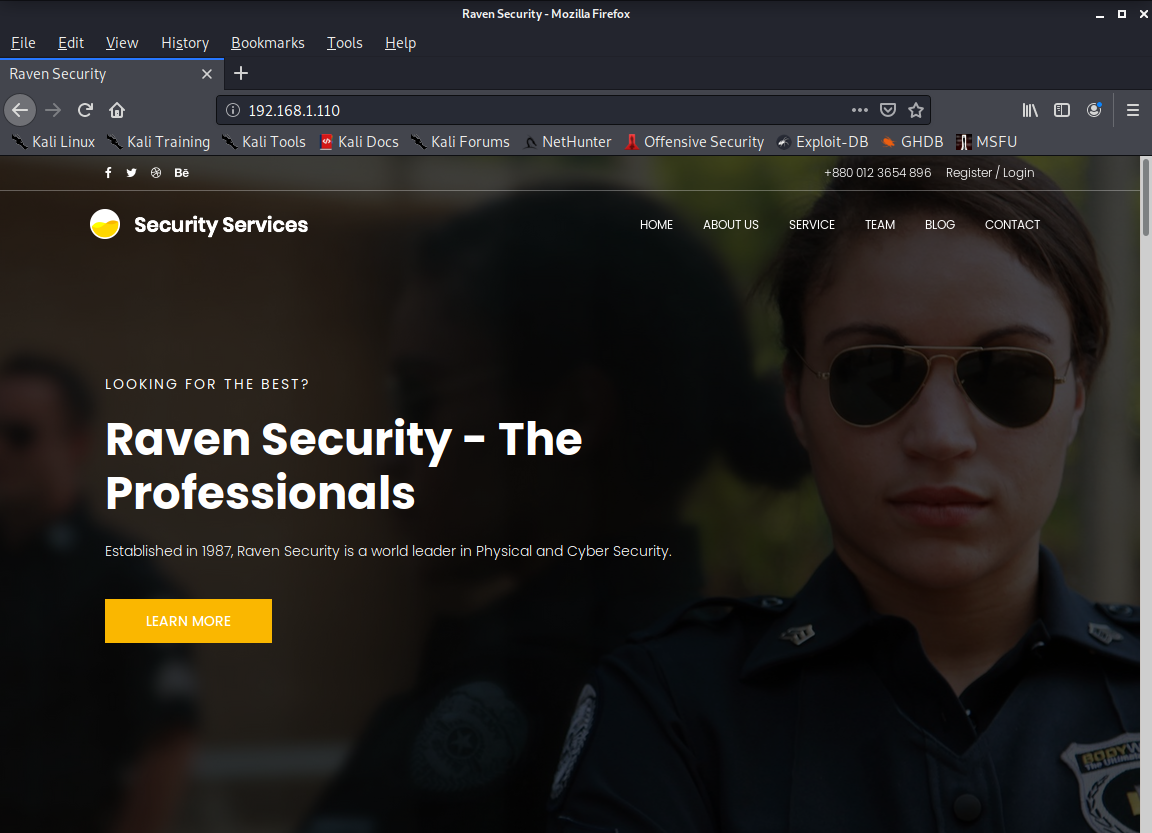 Raven Security - Mozilla Firefox
File Edit View History Bookmarks Tools Help
Raven Security
192.168.1.110
Kali Linux Kali Training Kali Tools Kali Docs Kali Forums NetHunter Offensive Security Exploit-DB GHDB MSFU
+880 012 3654 896 Register / Login
Security Services HOME ABOUT US SERVICE TEAM BLOG CONTACT
LOOKING FOR THE BEST?
Raven Security - The
Professionals
Established in 1987, Raven Security is a world leader in Physical and Cyber Security.
LEARN MORE